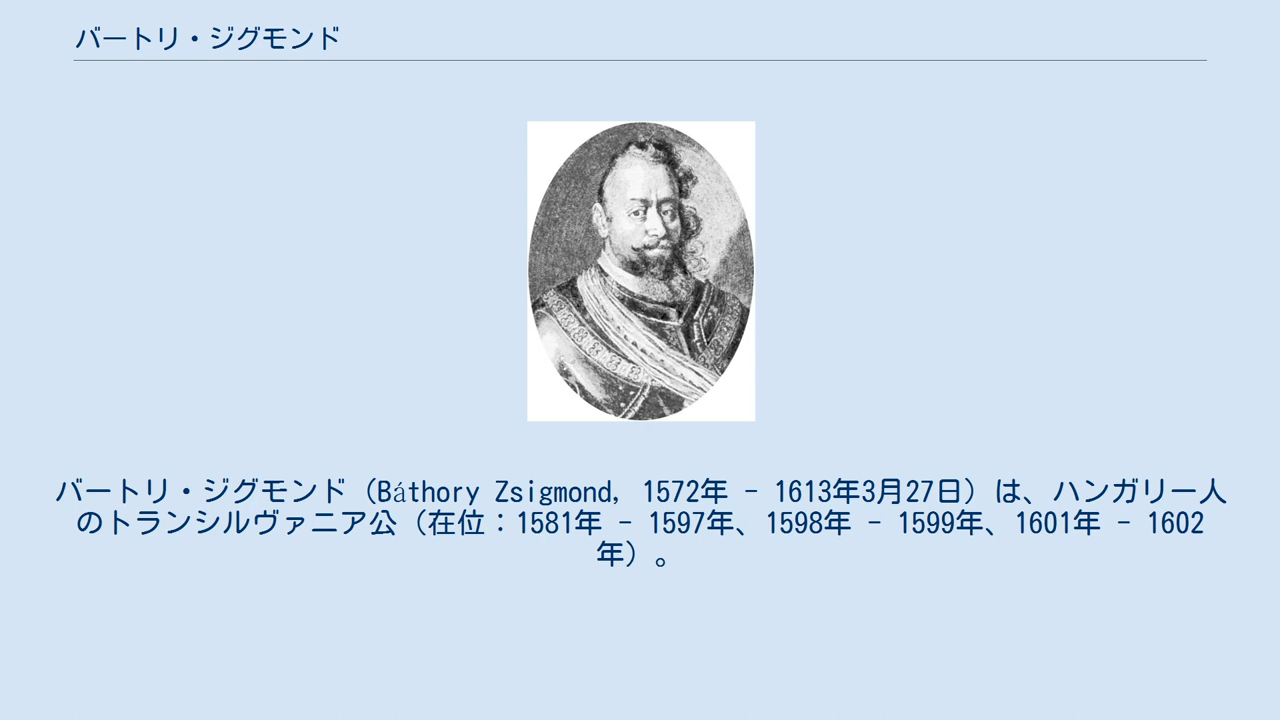 バートリ・ジグモンド
バートリ・ジグモンド（Báthory Zsigmond, 1572年 - 1613年3月27日）は、ハンガリー人
のトランシルヴァニア公（在位：1581年 - 1597年、1598年 - 1599年、1601年 - 1602
年）。